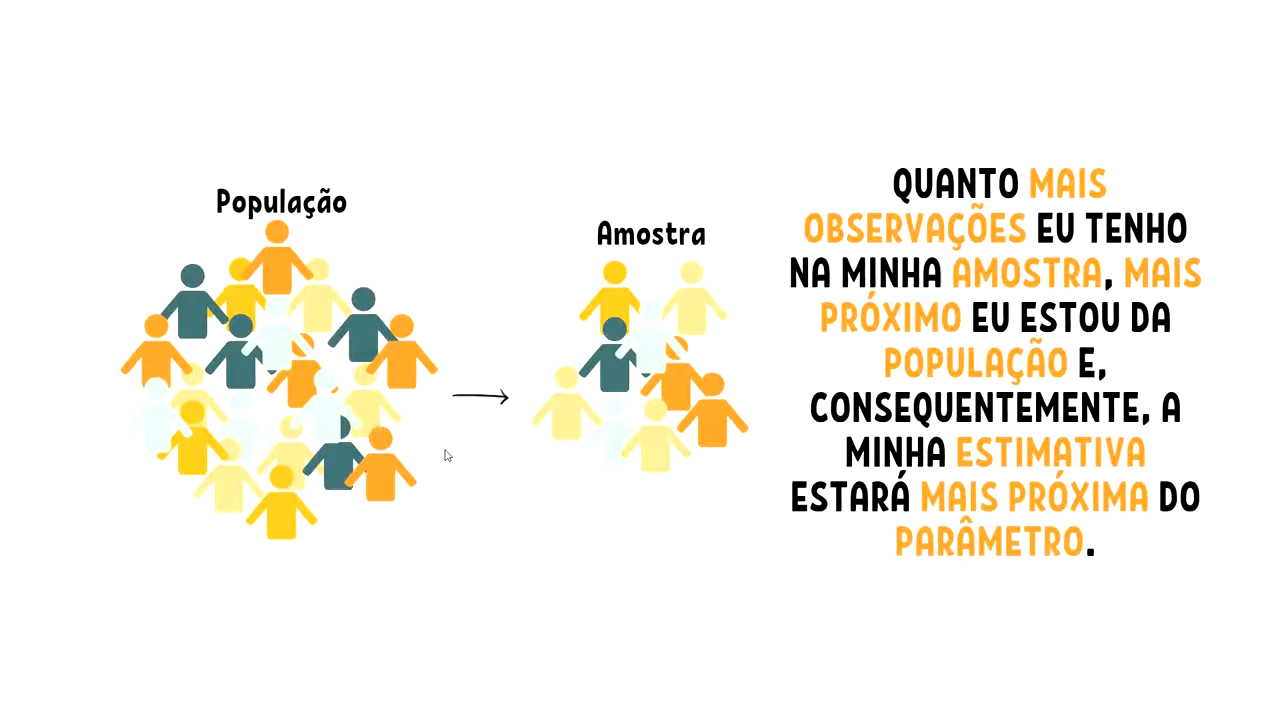 População
Amostra
QUANTO MAIS
OBSERVAÇÕES EU TENHO
NA MINHA AMOSTRA, MAIS
PRÓXIMO EU ESTOU DA
POPULAÇÃO E,
CONSEQUENTEMENTE, A
MINHA ESTIMATIVA
ESTARÁ MAIS PRÓXIMA DO
PARÂMETRO.